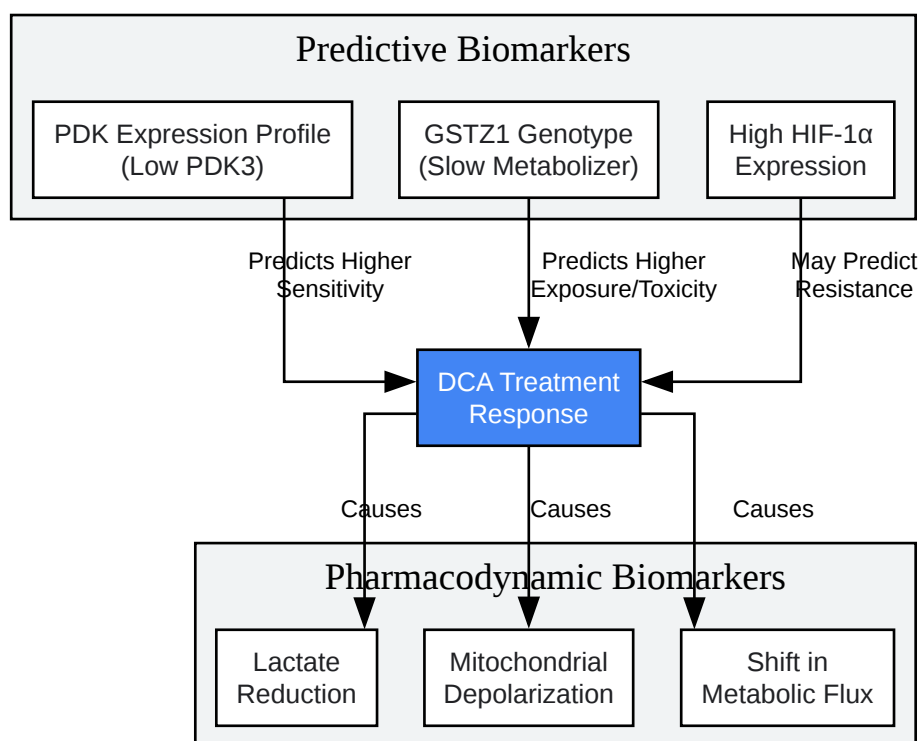 Predictive Biomarkers
PDK Expression Profile
(Low PDK3)
GSTZ1 Genotype
(Slow Metabolizer)
High HIF-1α
Expression
Predicts Higher
Sensitivity
Predicts Higher
Exposure/Toxicity
May Predict
Resistance
DCA Treatment
Response
Causes
Causes
Causes
Pharmacodynamic Biomarkers
Lactate
Reduction
Mitochondrial
Depolarization
Shift in
Metabolic Flux